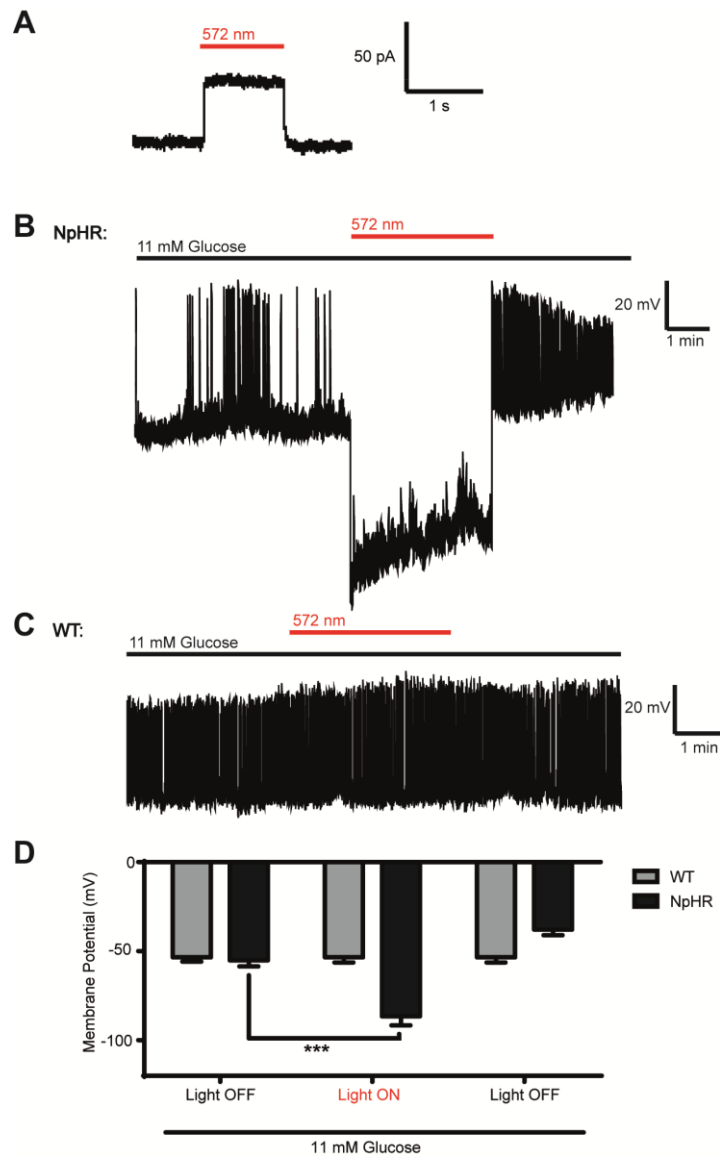 A
572 nm
50 pA
1 s
B NpHR:
572 nm
11 mM Glucose
20 mV
1 min
C WT:
572 nm
11 mM Glucose
20 mV
1 min
D
Membrane Potential (mV)
0
-50
-100
WT
NpHR
***
Light OFF Light ON Light OFF
11 mM Glucose